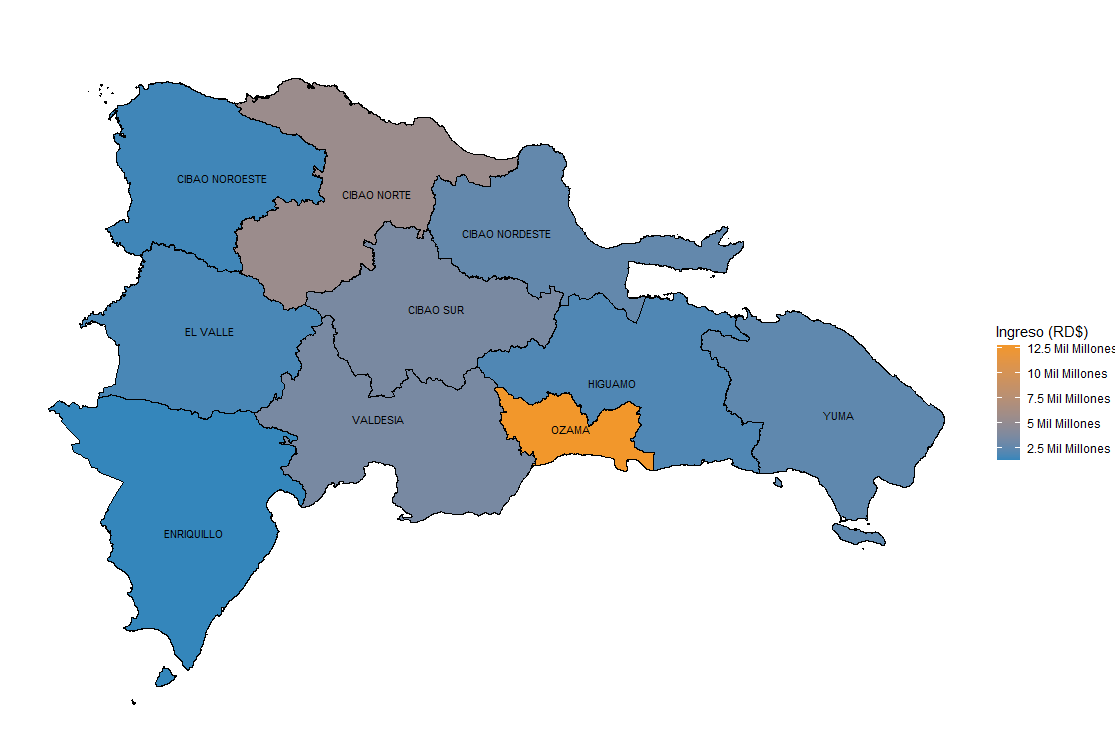 CIBAO NOROESTE
CIBAO NORTE
CIBAO NORDESTE
CIBAO SUR
EL VALLE
HIGUAMO
YUMA
VALDESIA
OZAMA
ENRIQUILLO
Ingreso (RD$)
12.5 Mil Millones
10 Mil Millones
7.5 Mil Millones
5 Mil Millones
2.5 Mil Millones